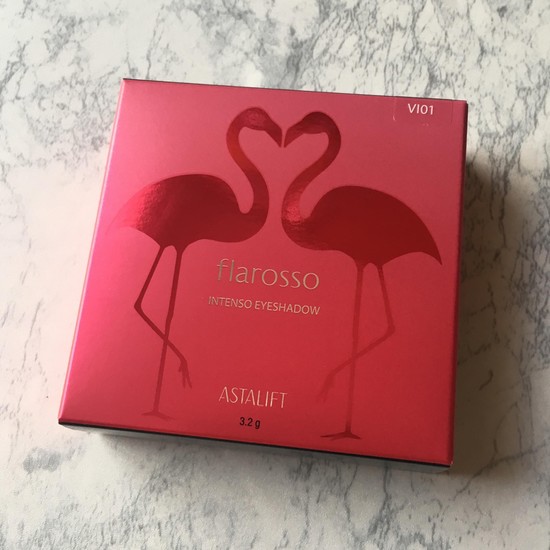 VI01
flarosso
INTENSO EYESHADOW
ASTALIFT
3.2 g